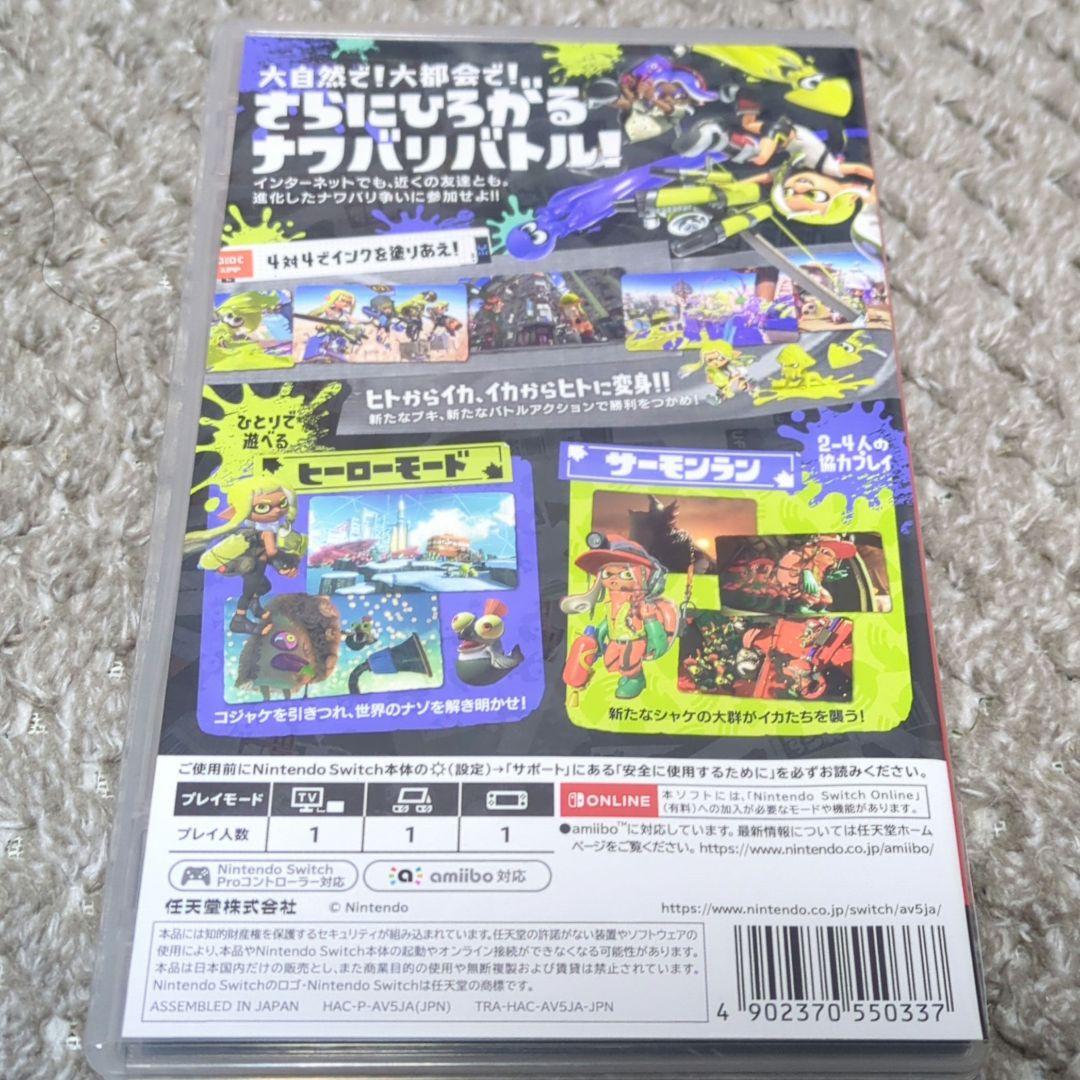 大自然で!大都会で!
さらにひろがる
ナワバリバトル!
インターネットでも、近くの友達とも。
進化したナワバリ争いに参加せよ!!
4対4でインクを塗りあえ!
ヒトからイカ、イカからヒトに変身!!
新たなブキ、新たなバトルアクションで勝利をつかめ!
ひとりで
遊べる
ヒーローモード
コジャケを引きつれ、世界のナゾを解き明かせ!
2-4人の
協力プレイ
サーモンラン
新たなシャケの大群がイカたちを襲う!
ご使用前にNintendo Switch本体の(設定)→「サポート」にある「安全に使用するために」を必ずお読みください。
プレイモード TV
プレイ人数 1 1 1
ONLINE 本ソフトには、「Nintendo Switch Online」
(有料)への加入が必要なモードや機能があります。
●amiibo™に対応しています。最新情報については任天堂ホーム
ページをご覧ください。https://www.nintendo.co.jp/amiibo/
Nintendo Switch
Proコントローラー対応
amiibo 対応
任天堂株式会社 © Nintendo
https://www.nintendo.co.jp/switch/av5ja/
本品には知的財産権を保護するセキュリティが組み込まれています。任天堂の許諾がない装置やソフトウェアの
使用により、本品やNintendo Switch本体の起動やオンライン接続ができなくなる可能性があります。
本品は日本国内だけの販売とし、また商業目的の使用や無断複製および賃貸は禁止されています。
Nintendo Switchのロゴ・Nintendo Switchは任天堂の商標です。
ASSEMBLED IN JAPAN HAC-P-AV5JA(JPN) TRA-HAC-AV5JA-JPN
4 902370 550337